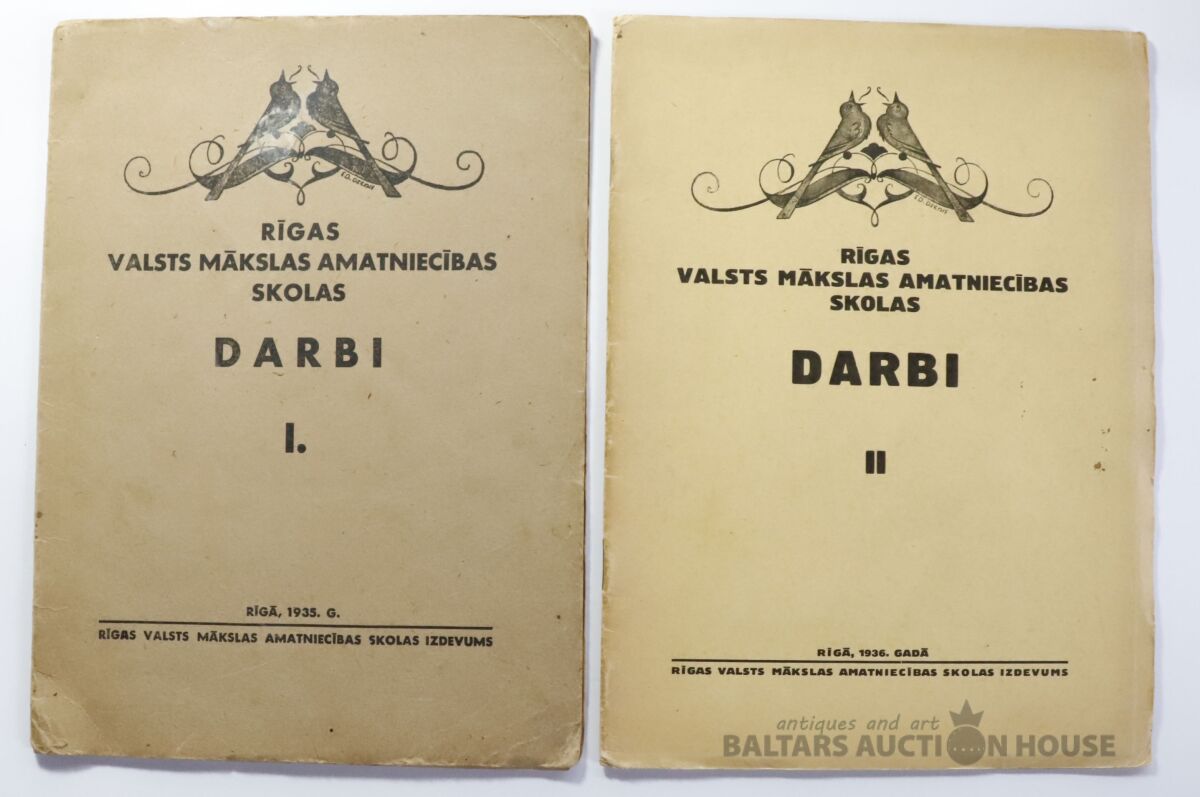 RĪGAS
VALSTS MĀKSLAS AMATNIECĪBAS
SKOLAS
DARBI
I.
RĪGĀ, 1935. G.
RĪGAS VALSTS MĀKSLAS AMATNIECĪBAS SKOLAS IZDEVUMS
RĪGAS
VALSTS MĀKSLAS AMATNIECĪBAS
SKOLAS
DARBI
II
RĪGĀ, 1936. GADĀ
RĪGAS VALSTS MĀKSLAS AMATNIECĪBAS SKOLAS IZDEVUMS
antiques and art
BALTARS AUCTION HOUSE